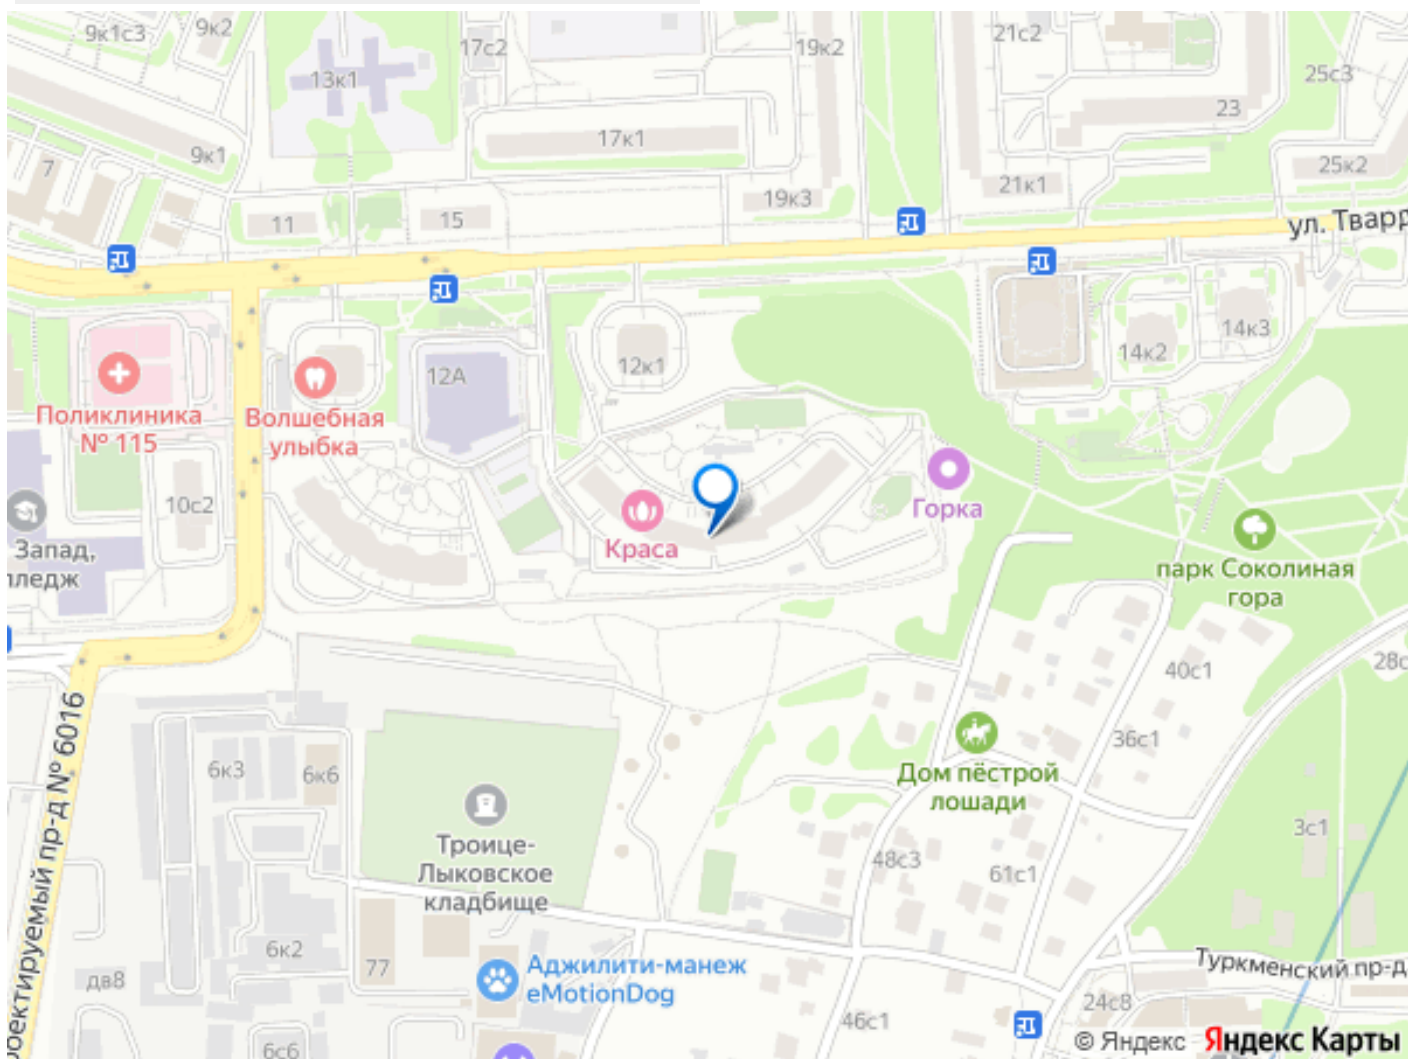 9к1с3
9к2
17с2
19к2
21с2
25с3
13к1
23
17к1
9к1
7
25к2
21к1
19к3
11
15
ул. Твард
14к3
14к2
12к1
12А
Поликлиника
№ 115
Волшебная
улыбка
10с2
Горка
Краса
Запад,
лледж
парк Соколиная
гора
40с1
28с
36с1
6к3
6к6
Дом пёстрой
лошади
Троице-
Лыковское
кладбище
3с1
48с3
61с1
6к2
77
дв8
Аджилити-манеж
eMotionDog
Туркменский пр-д
24с8
46с1
6с6
роектируемый пр-д № 6016
© Яндекс Яндекс Карты